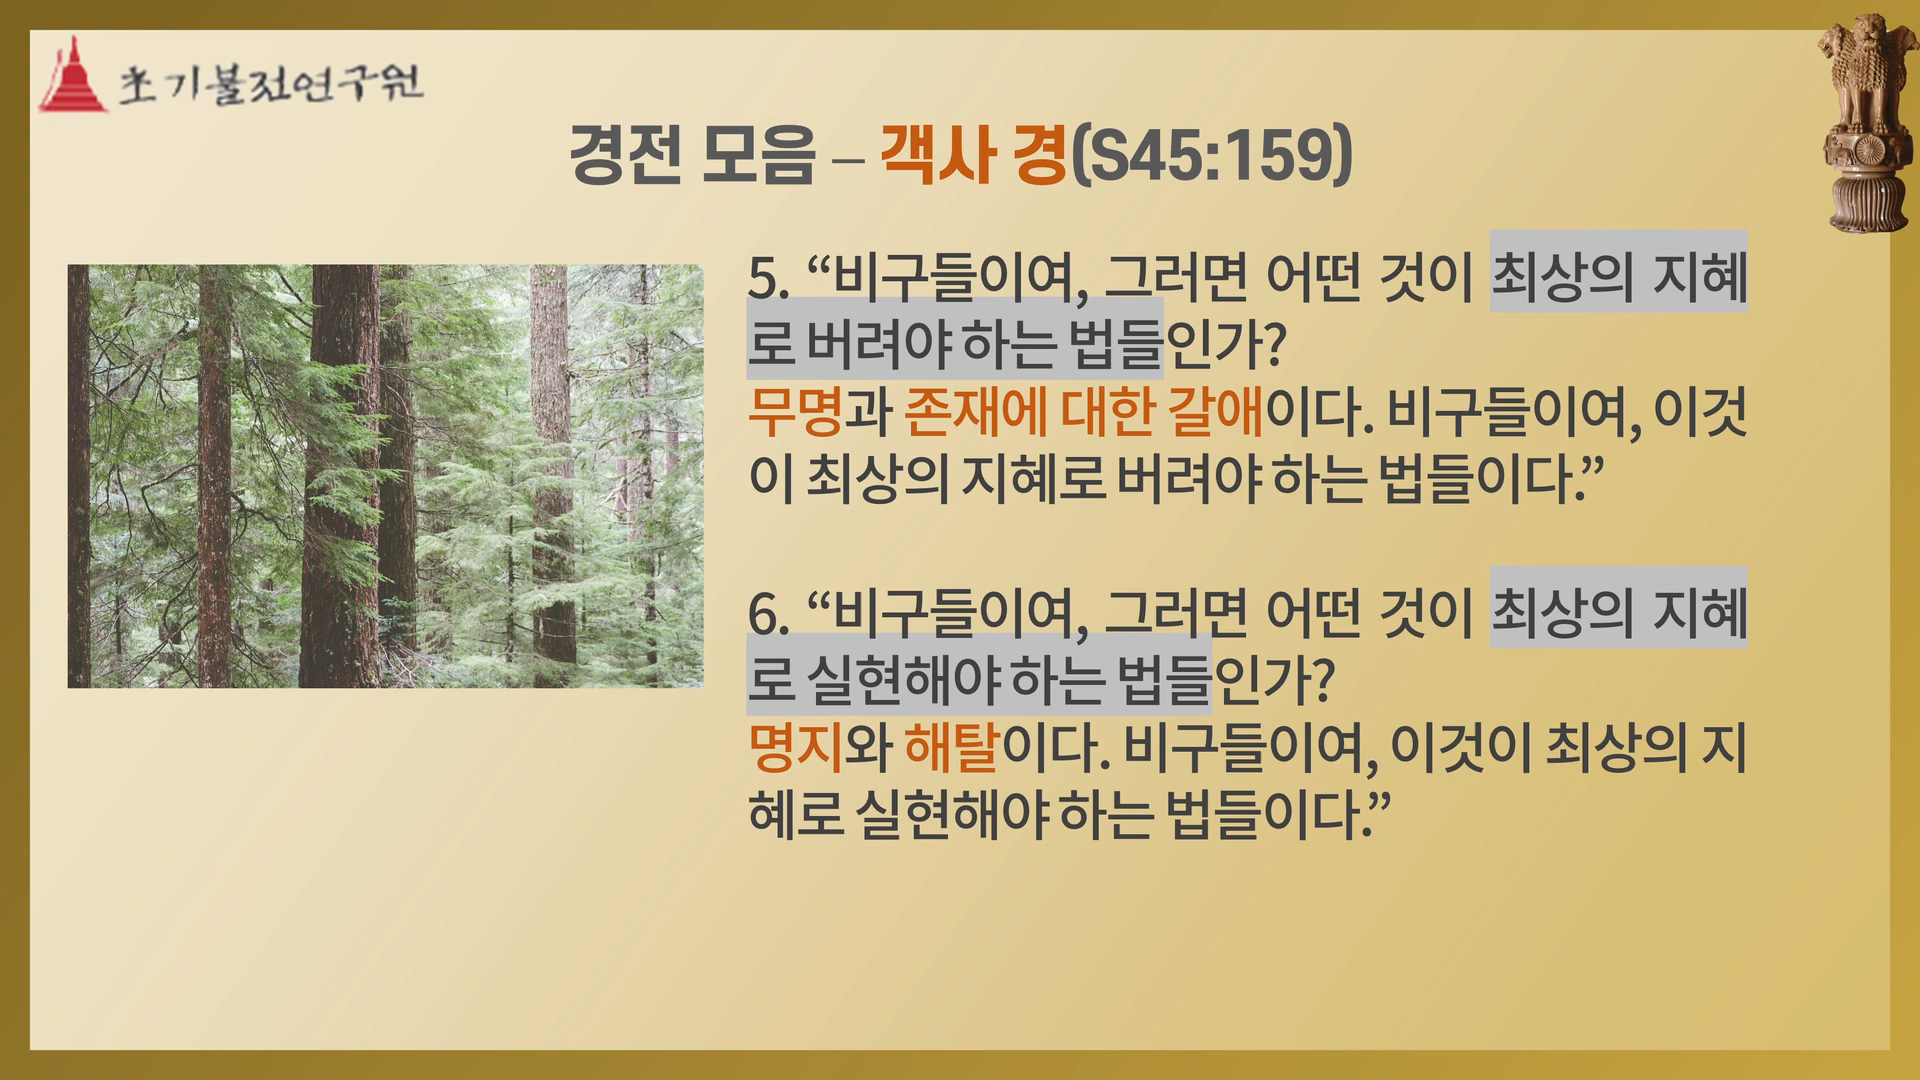 초기불전연구원
경전 모음 – 객사 경(S45:159)
5. “비구들이여, 그러면 어떤 것이 최상의 지혜
로 버려야 하는 법들인가?
무명과 존재에 대한 갈애이다. 비구들이여, 이것
이 최상의 지혜로 버려야 하는 법들이다.”
6. “비구들이여, 그러면 어떤 것이 최상의 지혜
로 실현해야 하는 법들인가?
명지와 해탈이다. 비구들이여, 이것이 최상의 지
혜로 실현해야 하는 법들이다.”